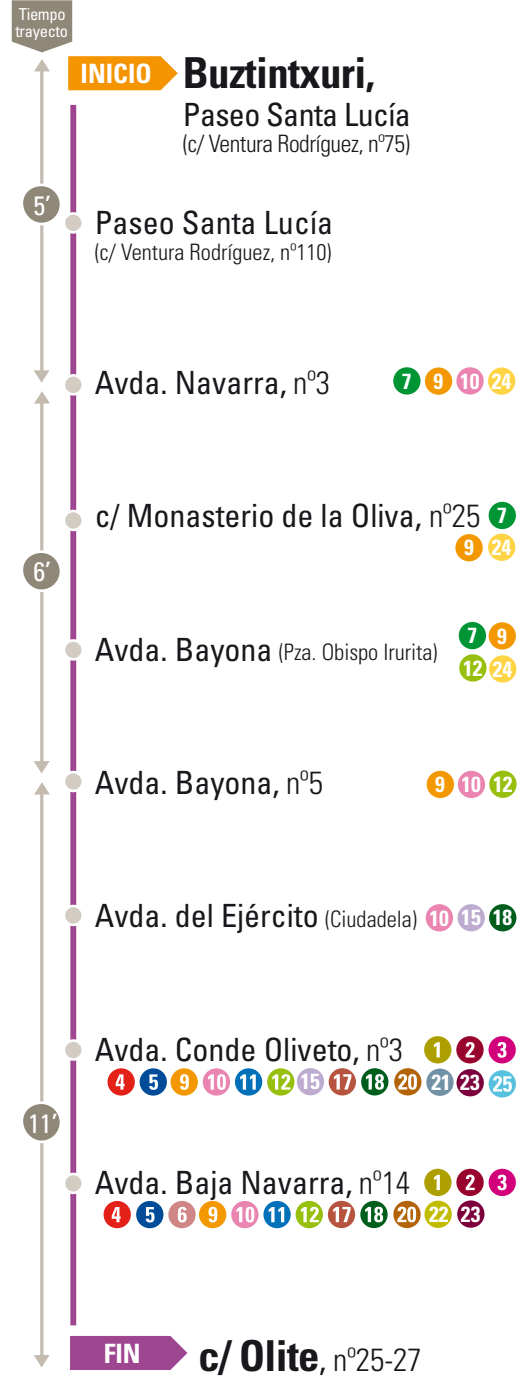 Tiempo
trayecto
INICIO Buztintxuri,
Paseo Santa Lucía
(c/ Ventura Rodríguez, nº75)
5’
Paseo Santa Lucía
(c/ Ventura Rodríguez, nº110)
Avda. Navarra, nº3 7 9 10 24
c/ Monasterio de la Oliva, nº25 7
9 24
6’
Avda. Bayona (Pza. Obispo Irurita) 7 9
12 24
Avda. Bayona, nº5 9 10 12
Avda. del Ejército (Ciudadela) 10 15 18
Avda. Conde Oliveto, nº3 1 2 3
4 5 9 10 11 12 15 17 18 20 21 23 25
11’
Avda. Baja Navarra, nº14 1 2 3
4 5 6 9 10 11 12 17 18 20 22 23
FIN c/ Olite, nº25-27